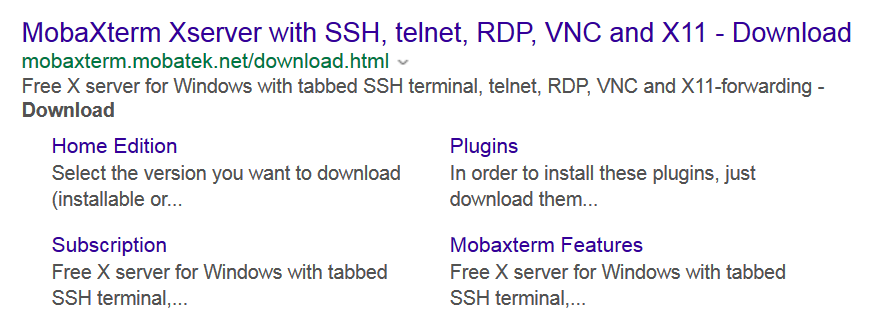 MobaXterm Xserver with SSH, telnet, RDP, VNC and X11 - Download
mobaxterm.mobatek.net/download.html
Free X server for Windows with tabbed SSH terminal, telnet, RDP, VNC and X11-forwarding -
Download
Home Edition
Select the version you want to download
(installable or...
Plugins
In order to install these plugins, just
download them...
Subscription
Free X server for Windows with tabbed
SSH terminal,...
Mobaxterm Features
Free X server for Windows with tabbed
SSH terminal,...